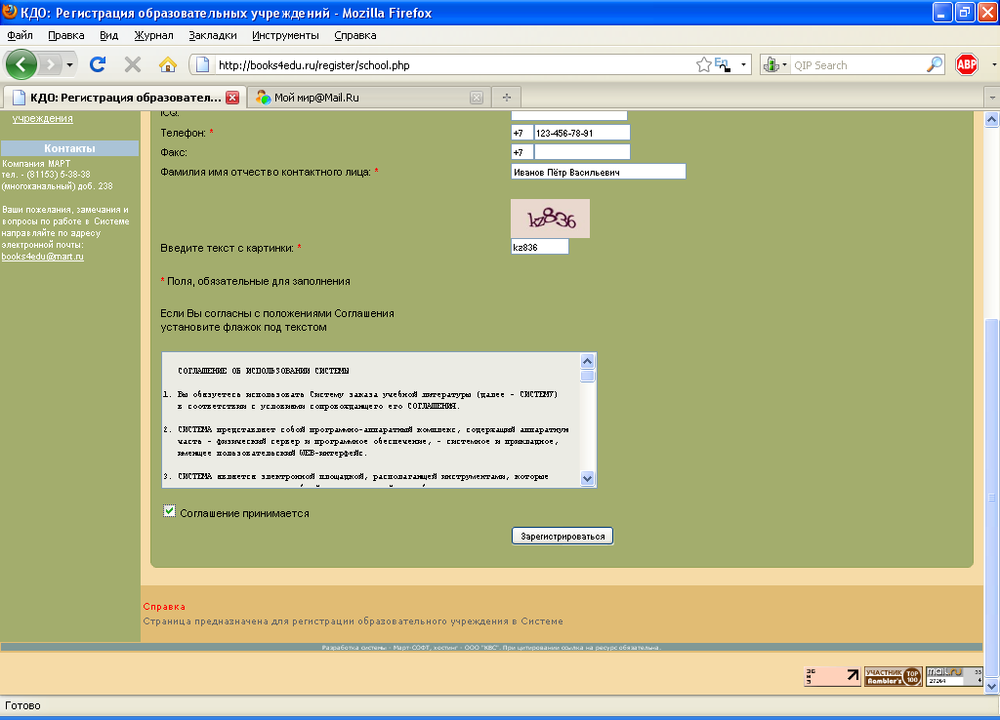 КДО: Регистрация образовательных учреждений - Mozilla Firefox
Файл Правка Вид Журнал Закладки Инструменты Справка
http://books4edu.ru/register/school.php
QIP Search
ABP
КДО: Регистрация образовател...
Мой мир@Mail.Ru
учреждения
Контакты
Компания МАРТ
тел. - (81153) 5-38-38
(многоканальный) доб. 238
Ваши пожелания, замечания и
вопросы по работе в Системе
направляйте по адресу
электронной почты:
books4edu@mart.ru
ICQ:
Телефон: * +7 123-456-78-91
Факс: +7
Фамилия имя отчество контактного лица: * Иванов Пётр Васильевич
kz836
Введите текст с картинки: * kz836
* Поля, обязательные для заполнения
Если Вы согласны с положениями Соглашения
установите флажок под текстом
СОГЛАШЕНИЕ ОБ ИСПОЛЬЗОВАНИИ СИСТЕМЫ
1. Вы обязуетесь использовать Систему заказа учебной литературы (далее - СИСТЕМУ)
в соответствии с условиями сопровождающего его СОГЛАШЕНИЯ.
2. СИСТЕМА представляет собой программно-аппаратный комплекс, содержащий аппаратную
часть - физический сервер и программное обеспечение, - системное и прикладное,
имеющее пользовательский WEB-интерфейс.
3. СИСТЕМА является электронной площадкой, располагающей инструментами, которые
Соглашение принимается
Зарегистрироваться
Справка
Страница предназначена для регистрации образовательного учреждения в Системе
Разработка системы - Март-СОФТ, хостинг - ООО "КВС". При цитировании ссылка на ресурс обязательна.
УЧАСТНИК
Rambler's
TOP
100
mail.ru
27264
33
4
Готово